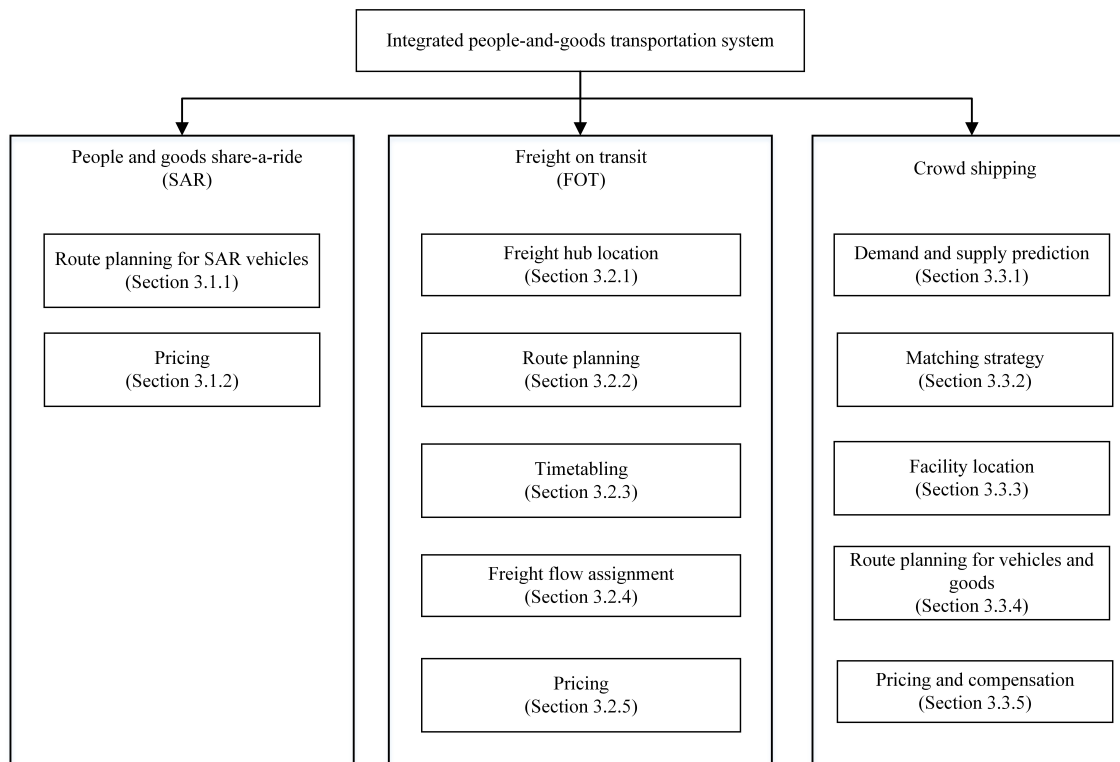 Integrated people-and-goods transportation system
People and goods share-a-ride
(SAR)
Route planning for SAR vehicles
(Section 3.1.1)
Pricing
(Section 3.1.2)
Freight on transit
(FOT)
Freight hub location
(Section 3.2.1)
Route planning
(Section 3.2.2)
Timetabling
(Section 3.2.3)
Freight flow assignment
(Section 3.2.4)
Pricing
(Section 3.2.5)
Crowd shipping
Demand and supply prediction
(Section 3.3.1)
Matching strategy
(Section 3.3.2)
Facility location
(Section 3.3.3)
Route planning for vehicles and
goods
(Section 3.3.4)
Pricing and compensation
(Section 3.3.5)